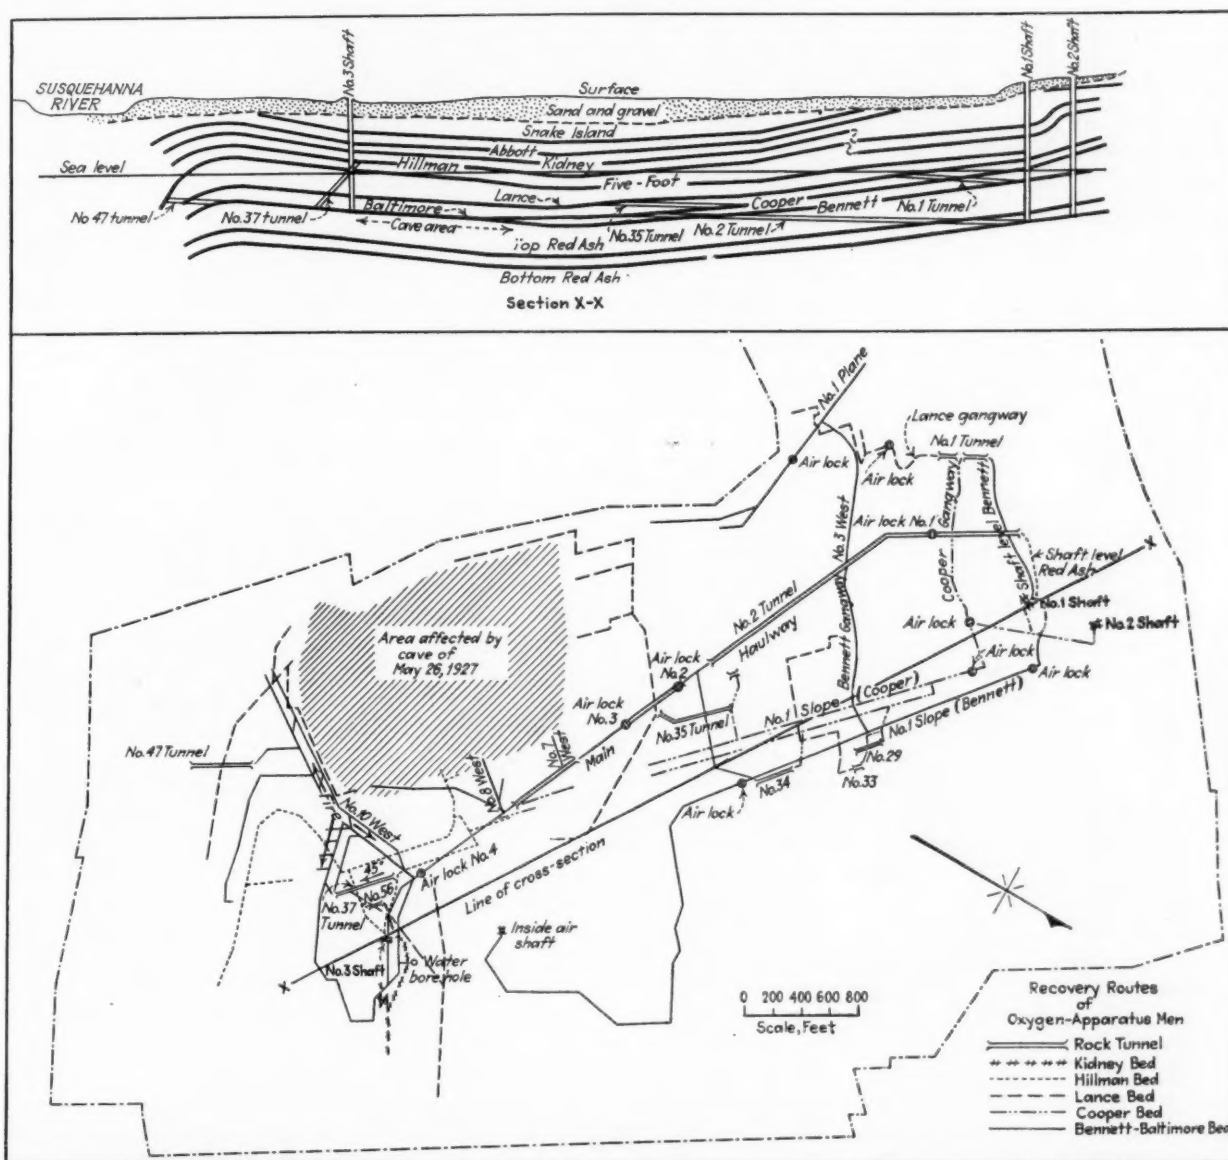 No.3 Shaft
No.1 Shaft
No.2 Shaft
SUSQUEHANNA
RIVER
Surface
Sand and gravel
Snake Island
Abbott
Sea level
Hillman
Kidney
Five-Foot
Lance
Cooper
No 47 tunnel
No.37 tunnel
Baltimore
Bennett
No.1 Tunnel
Cave area
No.35 Tunnel
No.2 Tunnel
Top Red Ash
Bottom Red Ash
Section X-X
No.1 Plane
Lance gangway
No.1 Tunnel
Air lock
Air lock
Cooper Gangway
Shaft level Bennett
Bennett Gangway No.3 West
Air lock No.1
X
Shaft level
Red Ash
No.1 Shaft
No.2 Shaft
Air lock
Air lock
Air lock
No.2 Tunnel
Haulway
Area affected by
cave of
May 26, 1927
Air lock
No.2
Air lock
No.3
No.1 Slope (Cooper)
No.1 Slope (Bennett)
No.35 Tunnel
Main
No.7
West
No.8 West
No.47 Tunnel
No.29
No.33
No.34
Air lock
No.10 West
Air lock No.4
45
No.56
No.37
Tunnel
Line of cross-section
Inside air
shaft
No.3 Shaft
Water
borehole
X
0 200 400 600 800
Scale, Feet
Recovery Routes
of
Oxygen-Apparatus Men
Rock Tunnel
Kidney Bed
Hillman Bed
Lance Bed
Cooper Bed
Bennett-Baltimore Bed